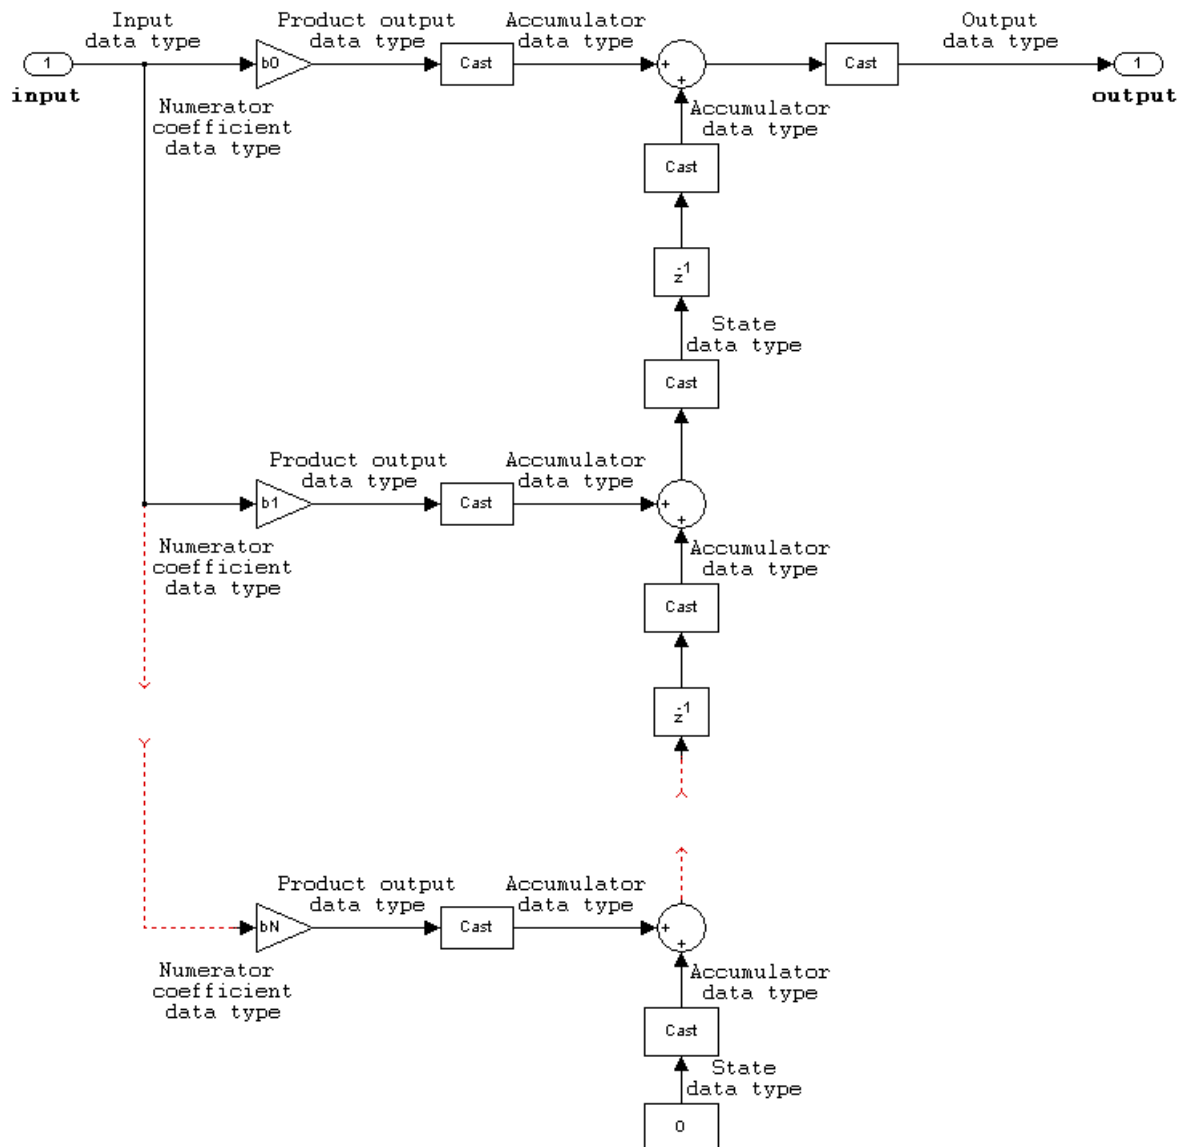 Input
data type
Product output
data type
Accumulator
data type
Output
data type
1
input
b0
Cast
+
+
Cast
1
output
Numerator
coefficient
data type
Accumulator
data type
Cast
z-1
State
data type
Cast
Product output
data type
Accumulator
data type
b1
Cast
+
+
Numerator
coefficient
data type
Accumulator
data type
Cast
z-1
Product output
data type
Accumulator
data type
bN
Cast
+
+
Numerator
coefficient
data type
Accumulator
data type
Cast
State
data type
0